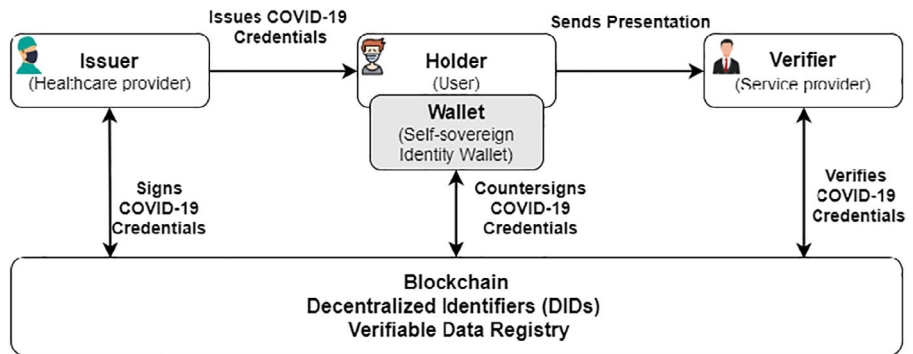 Issues COVID-19
Credentials
Sends Presentation
Issuer
(Healthcare provider)
Holder
(User)
Verifier
(Service provider)
Wallet
(Self-sovereign
Identity Wallet)
Signs
COVID-19
Credentials
Countersigns
COVID-19
Credentials
Verifies
COVID-19
Credentials
Blockchain
Decentralized Identifiers (DIDs)
Verifiable Data Registry